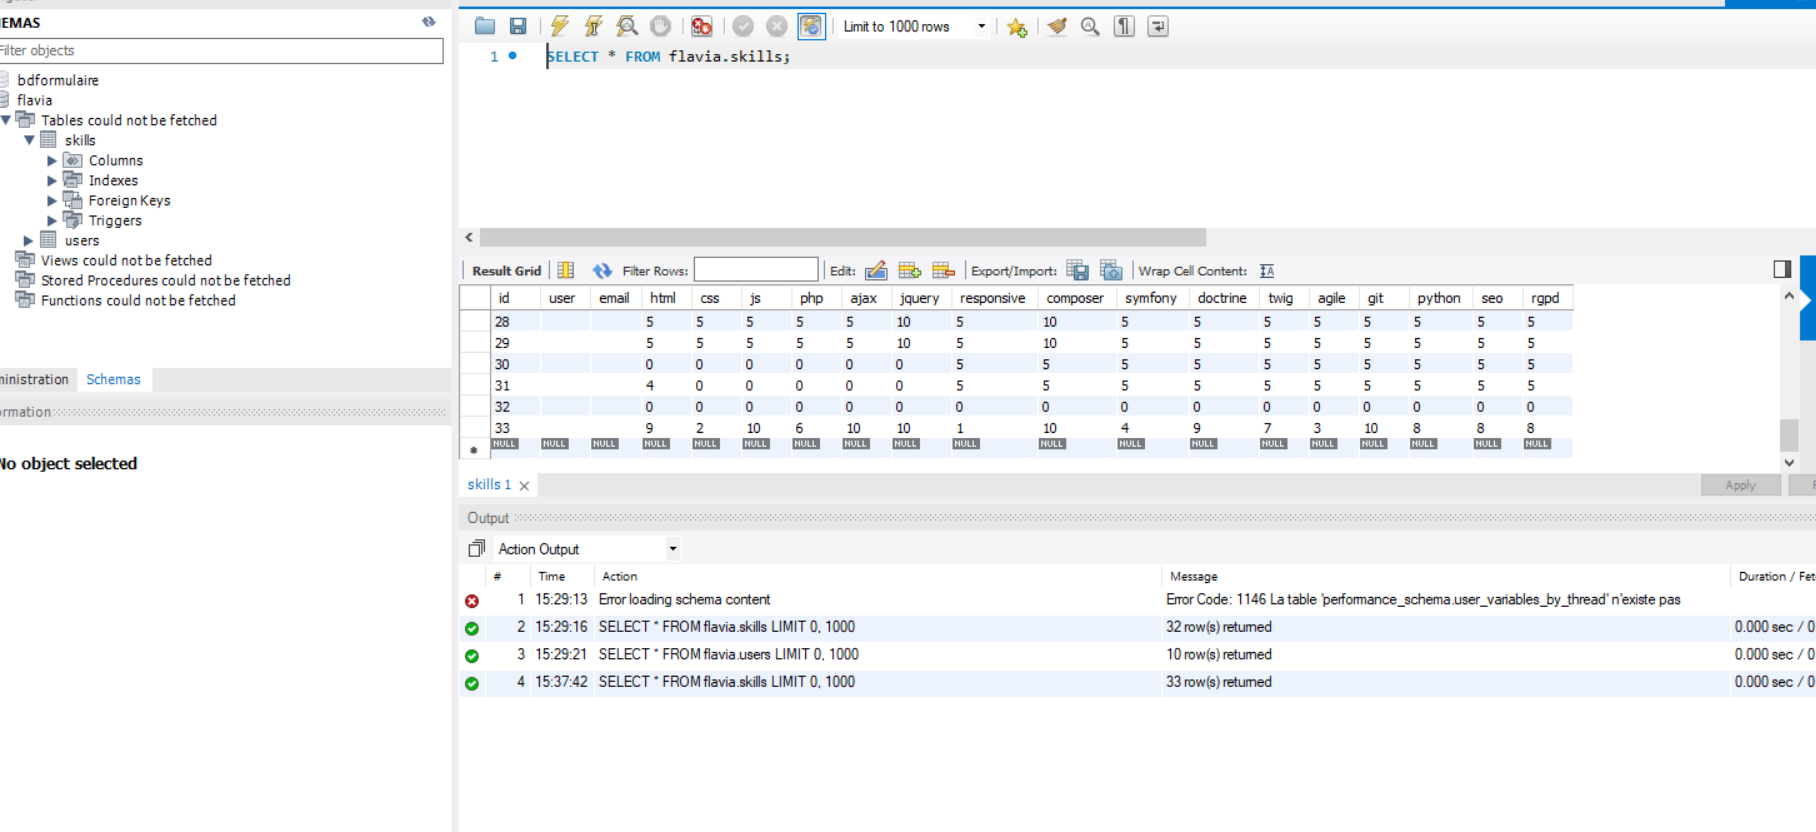 HEMAS
Filter objects
bdformulaire
flavia
Tables could not be fetched
skills
Columns
Indexes
Foreign Keys
Triggers
users
Views could not be fetched
Stored Procedures could not be fetched
Functions could not be fetched
ministration Schemas
ormation
No object selected
Limit to 1000 rows
1 SELECT * FROM flavia.skills;
Result Grid Filter Rows: Edit: Export/Import: Wrap Cell Content:
id user email html css js php ajax jquery responsive composer symfony doctrine twig agile git python seo rgpd
28 5 5 5 5 5 10 5 10 5 5 5 5 5 5 5 5
29 5 5 5 5 5 10 5 10 5 5 5 5 5 5 5 5
30 0 0 0 0 0 0 5 5 5 5 5 5 5 5 5 5
31 4 0 0 0 0 0 5 5 5 5 5 5 5 5 5 5
32 0 0 0 0 0 0 0 0 0 0 0 0 0 0 0 0
33 9 2 10 6 10 10 1 10 4 9 7 3 10 8 8 8
NULL NULL NULL NULL NULL NULL NULL NULL NULL NULL NULL NULL NULL NULL NULL NULL NULL NULL NULL
skills 1
Apply
Output
Action Output
# Time Action Message Duration / Fet
1 15:29:13 Error loading schema content Error Code: 1146 La table 'performance_schema.user_variables_by_thread' n'existe pas
2 15:29:16 SELECT * FROM flavia.skills LIMIT 0, 1000 32 row(s) returned 0.000 sec / 0
3 15:29:21 SELECT * FROM flavia.users LIMIT 0, 1000 10 row(s) returned 0.000 sec / 0
4 15:37:42 SELECT * FROM flavia.skills LIMIT 0, 1000 33 row(s) returned 0.000 sec / 0